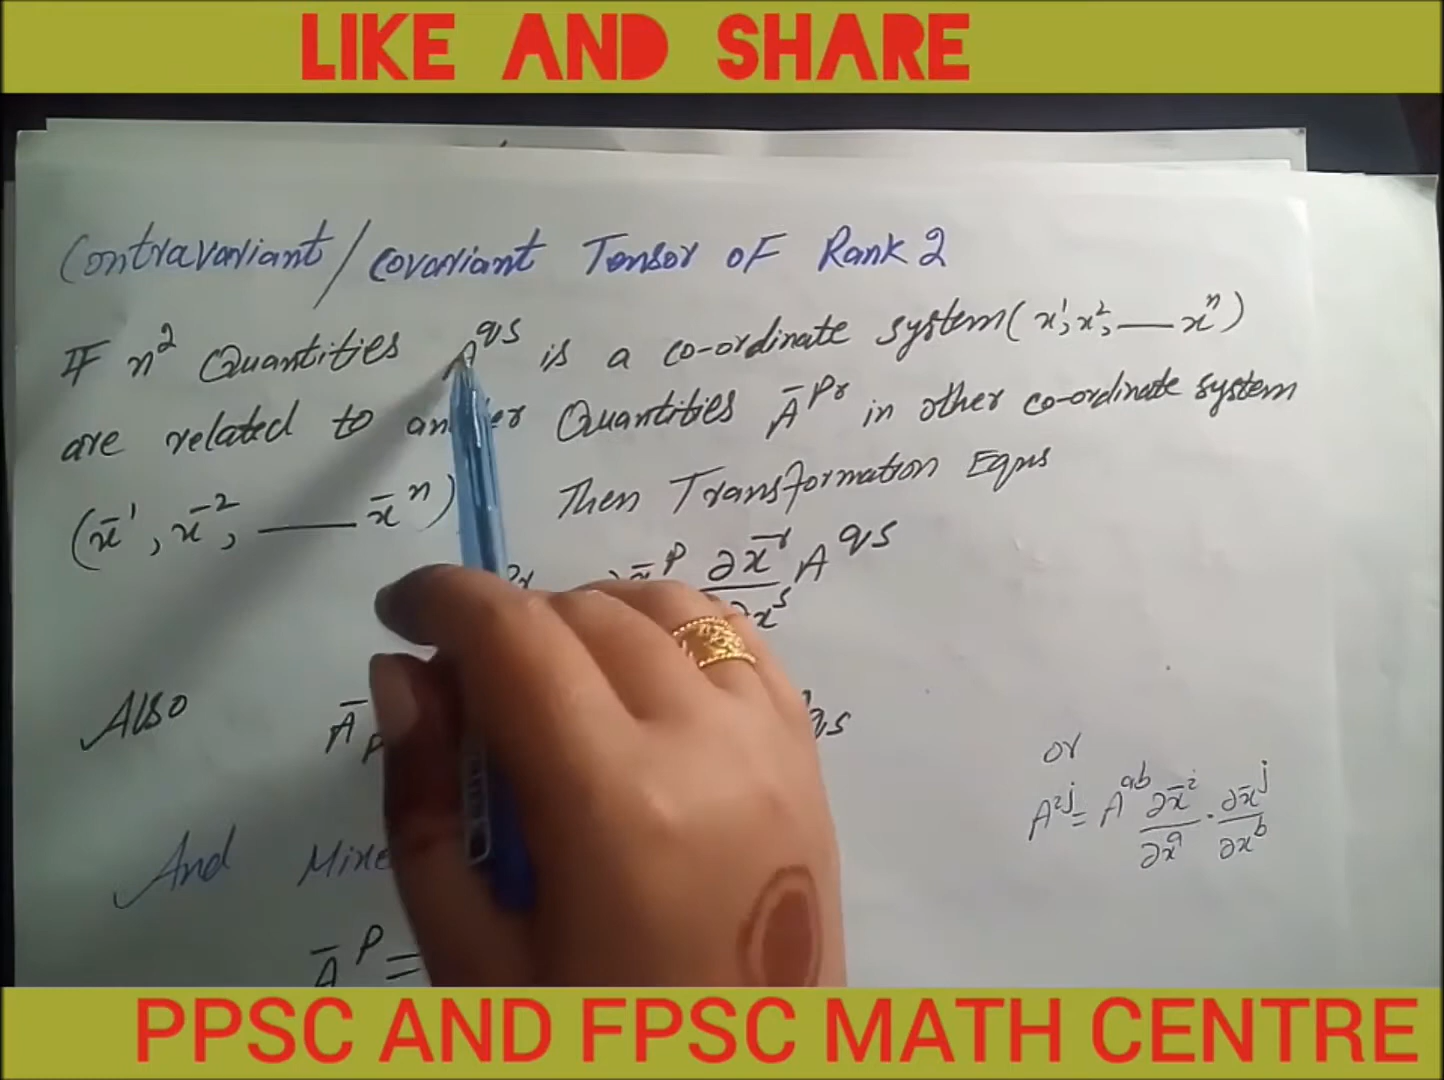 LIKE AND SHARE
Contravariant/covariant Tensor of Rank 2
If n² Quantities A^qs is a co-ordinate system (x¹, x², — xⁿ)
are related to Quantities Ā^Pr in other co-ordinate system
(x̄¹, x̄², — x̄ⁿ) Then Transformation Eqns
∂x̄^r/∂x^s A^qs
Also Ā_P qs
or
A^ij = A^ab ∂x̄^i/∂x^a · ∂x̄^j/∂x^b
And
Ā^P =
PPSC AND FPSC MATH CENTRE